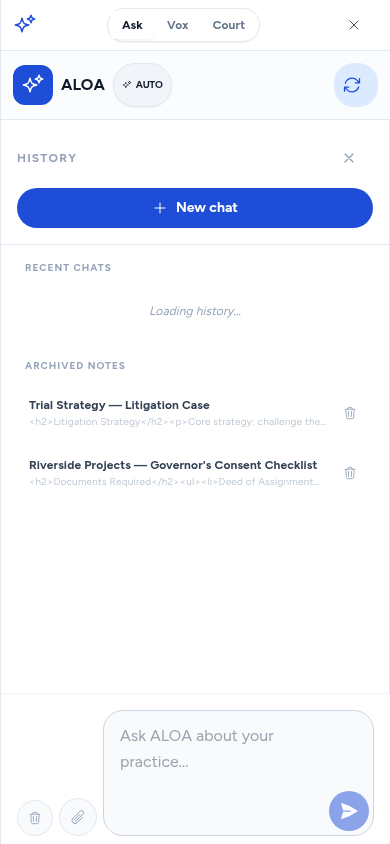 Ask Vox Court
ALOA AUTO
HISTORY
New chat
RECENT CHATS
Loading history...
ARCHIVED NOTES
Trial Strategy — Litigation Case
<h2>Litigation Strategy</h2><p>Core strategy: challenge the...
Riverside Projects — Governor's Consent Checklist
<h2>Documents Required</h2><ul><li>Deed of Assignment...
Ask ALOA about your
practice...